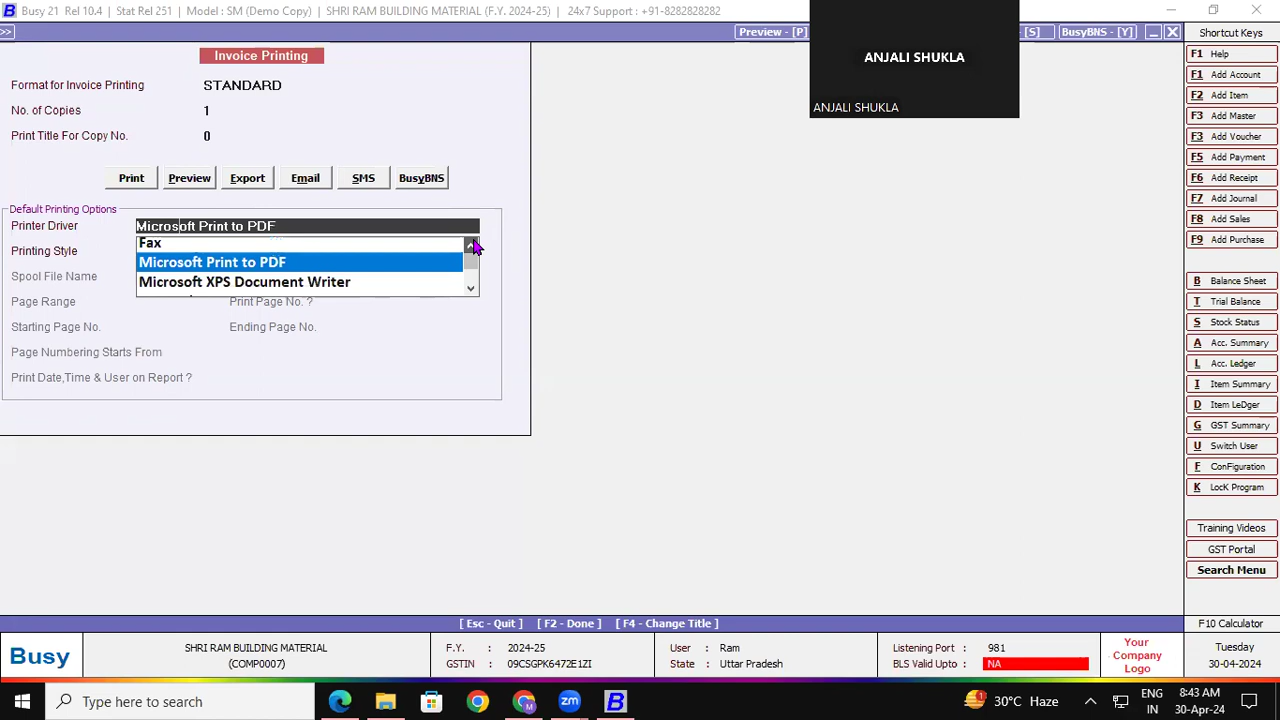 Busy 21 Rel 10.4 | Stat Rel 251 | Model : SM (Demo Copy) | SHRI RAM BUILDING MATERIAL (F.Y. 2024-25) | 24x7 Support : +91-8282828282
>>
Preview - [P]
- [S]
BusyBNS - [Y]
Shortcut Keys
ANJALI SHUKLA
ANJALI SHUKLA
Invoice Printing
Format for Invoice Printing STANDARD
No. of Copies 1
Print Title For Copy No. 0
Print Preview Export Email SMS BusyBNS
Default Printing Options
Printer Driver Microsoft Print to PDF
Fax
Microsoft Print to PDF
Microsoft XPS Document Writer
Printing Style
Spool File Name
Page Range Print Page No. ?
Starting Page No. Ending Page No.
Page Numbering Starts From
Print Date,Time & User on Report ?
F1 Help
F1 Add Account
F2 Add Item
F3 Add Master
F3 Add Voucher
F5 Add Payment
F6 Add Receipt
F7 Add Journal
F8 Add Sales
F9 Add Purchase
B Balance Sheet
T Trial Balance
S Stock Status
A Acc. Summary
L Acc. Ledger
I Item Summary
D Item LeDger
G GST Summary
U Switch User
F ConFiguration
K LocK Program
Training Videos
GST Portal
Search Menu
F10 Calculator
[ Esc - Quit ] [ F2 - Done ] [ F4 - Change Title ]
Busy
SHRI RAM BUILDING MATERIAL
(COMP0007)
F.Y. : 2024-25
GSTIN : 09CSGPK6472E1ZI
User : Ram
State : Uttar Pradesh
Listening Port : 981
BLS Valid Upto : NA
Your
Company
Logo
Tuesday
30-04-2024
Type here to search
1
30°C Haze
ENG
IN
8:43 AM
30-Apr-24